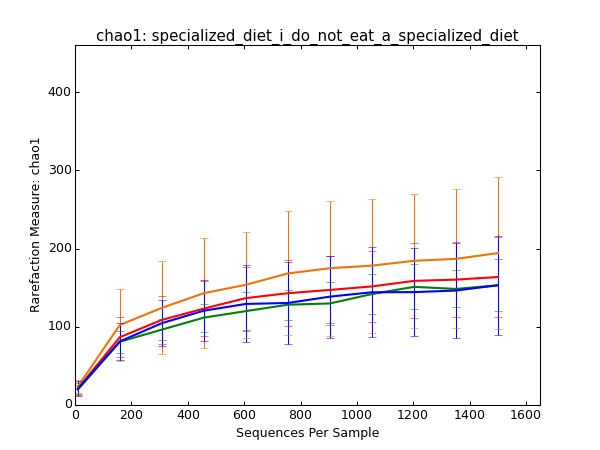 chao1: specialized_diet_i_do_not_eat_a_specialized_diet
400
300
200
100
0
Rarefaction Measure: chao1
0 200 400 600 800 1000 1200 1400 1600
Sequences Per Sample